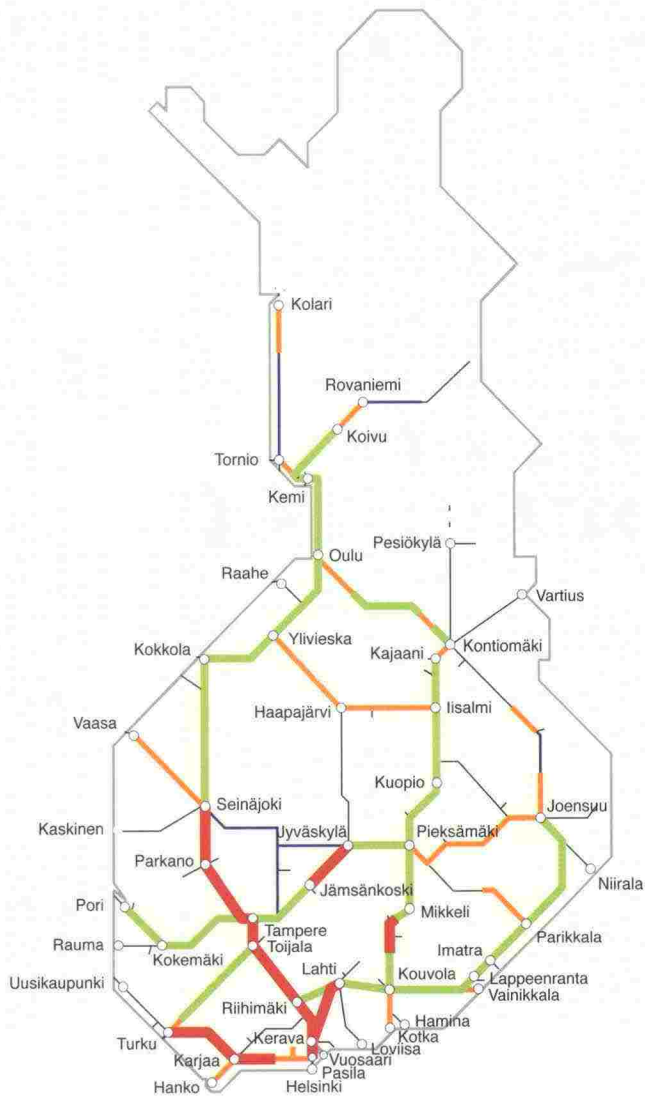 Kolari
Rovaniemi
Koivu
Tornio
Kemi
Oulu
Pesiökylä
Raahe
Vartius
Ylivieska
Kontiomäki
Kokkola
Kajaani
Haapajärvi
Iisalmi
Vaasa
Kuopio
Seinäjoki
Joensuu
Kaskinen
Jyväskylä
Pieksämäki
Parkano
Niirala
Jämsänkoski
Pori
Mikkeli
Tampere
Parikkala
Rauma
Toijala
Kokemäki
Imatra
Lahti
Kouvola
Lappeenranta
Uusikaupunki
Vainikkala
Riihimäki
Hamina
Turku
Kerava
Kotka
Loviisa
Karjaa
Vuosaari
Pasila
Hanko
Helsinki